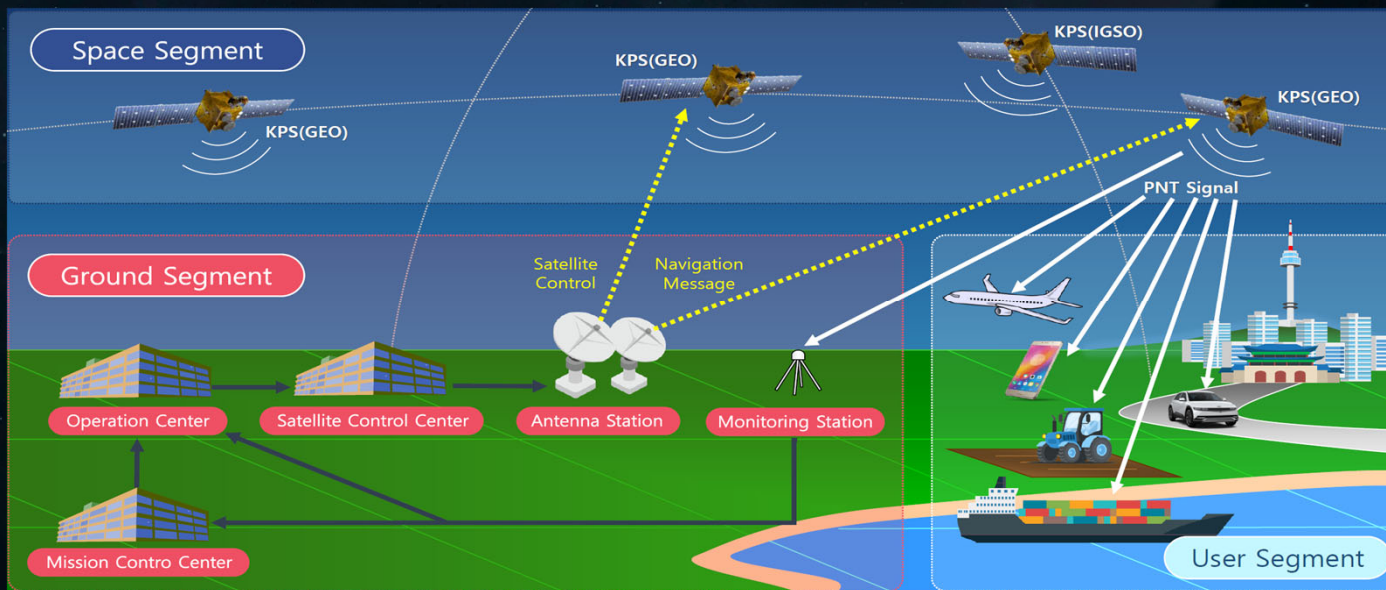 Space Segment
KPS(GEO)
KPS(GEO)
KPS(IGSO)
KPS(GEO)
PNT Signal
Ground Segment
Satellite
Control
Navigation
Message
Operation Center
Satellite Control Center
Antenna Station
Monitoring Station
Mission Contro Center
User Segment